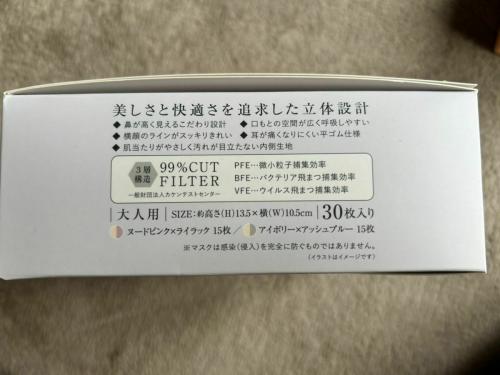 美しさと快適さを追求した立体設計
◆ 鼻が高く見えるこだわり設計 ◆ 口もとの空間が広く呼吸しやすい
◆ 横顔のラインがスッキリきれい ◆ 耳が痛くなりにくい平ゴム仕様
◆ 肌当たりがやさしく汚れが目立たない内側生地
3層構造 99%CUT FILTER
一般財団法人カケンテストセンター
PFE…微小粒子捕集効率
BFE…バクテリア飛まつ捕集効率
VFE…ウイルス飛まつ捕集効率
大人用 SIZE:約高さ(H)13.5×横(W)10.5cm 30枚入り
ヌードピンク×ライラック 15枚/アイボリー×アッシュブルー 15枚
※マスクは感染(侵入)を完全に防ぐものではありません。
(イラストはイメージです)